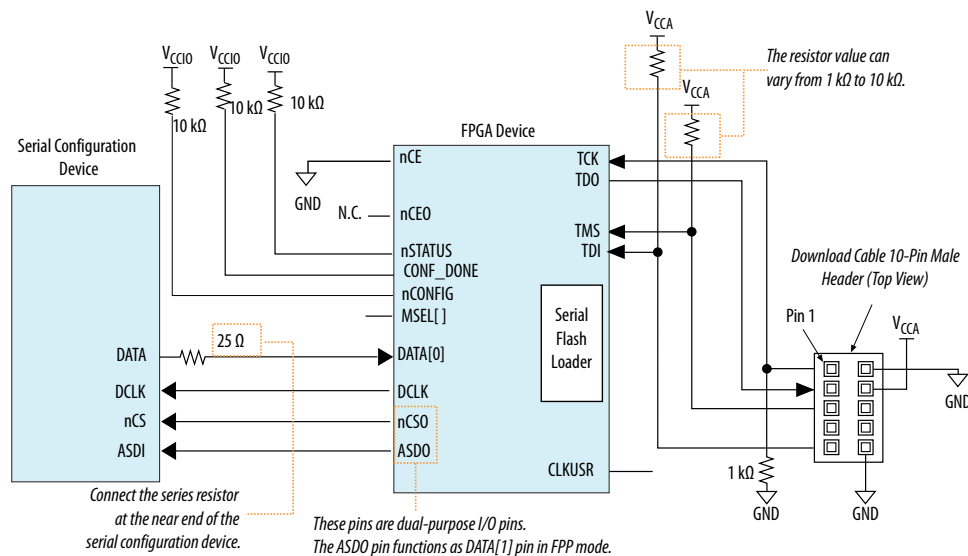 VCCA
The resistor value can
vary from 1 kΩ to 10 kΩ.
VCCIO
VCCIO
VCCIO
VCCA
10 kΩ
10 kΩ
10 kΩ
Serial Configuration
Device
FPGA Device
nCE
TCK
TDO
GND
N.C.
nCEO
TMS
TDI
nSTATUS
CONF_DONE
nCONFIG
MSEL[ ]
Download Cable 10-Pin Male
Header (Top View)
Serial
Flash
Loader
Pin 1
VCCA
25 Ω
DATA
DATA[0]
DCLK
DCLK
GND
nCS
nCSO
ASDI
ASDO
CLKUSR
1 kΩ
GND
GND
Connect the series resistor
at the near end of the
serial configuration device.
These pins are dual-purpose I/O pins.
The ASDO pin functions as DATA[1] pin in FPP mode.